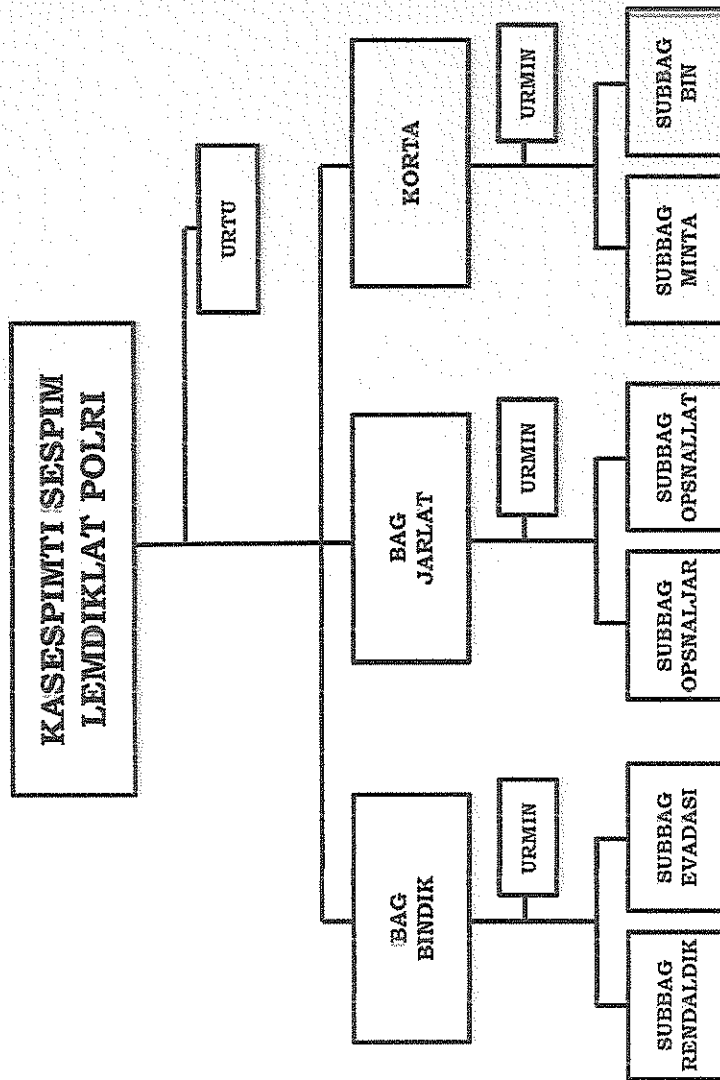 KASESPIMTI SESPIM
LEMDIKLAT POLRI
URTU
BAG
BINDIK
BAG
JARLAT
KORTA
URMIN
URMIN
URMIN
SUBBAG
RENDALDIK
SUBBAG
EVADASI
SUBBAG
OPSNALJAR
SUBBAG
OPSNALLAT
SUBBAG
MINTA
SUBBAG
BIN